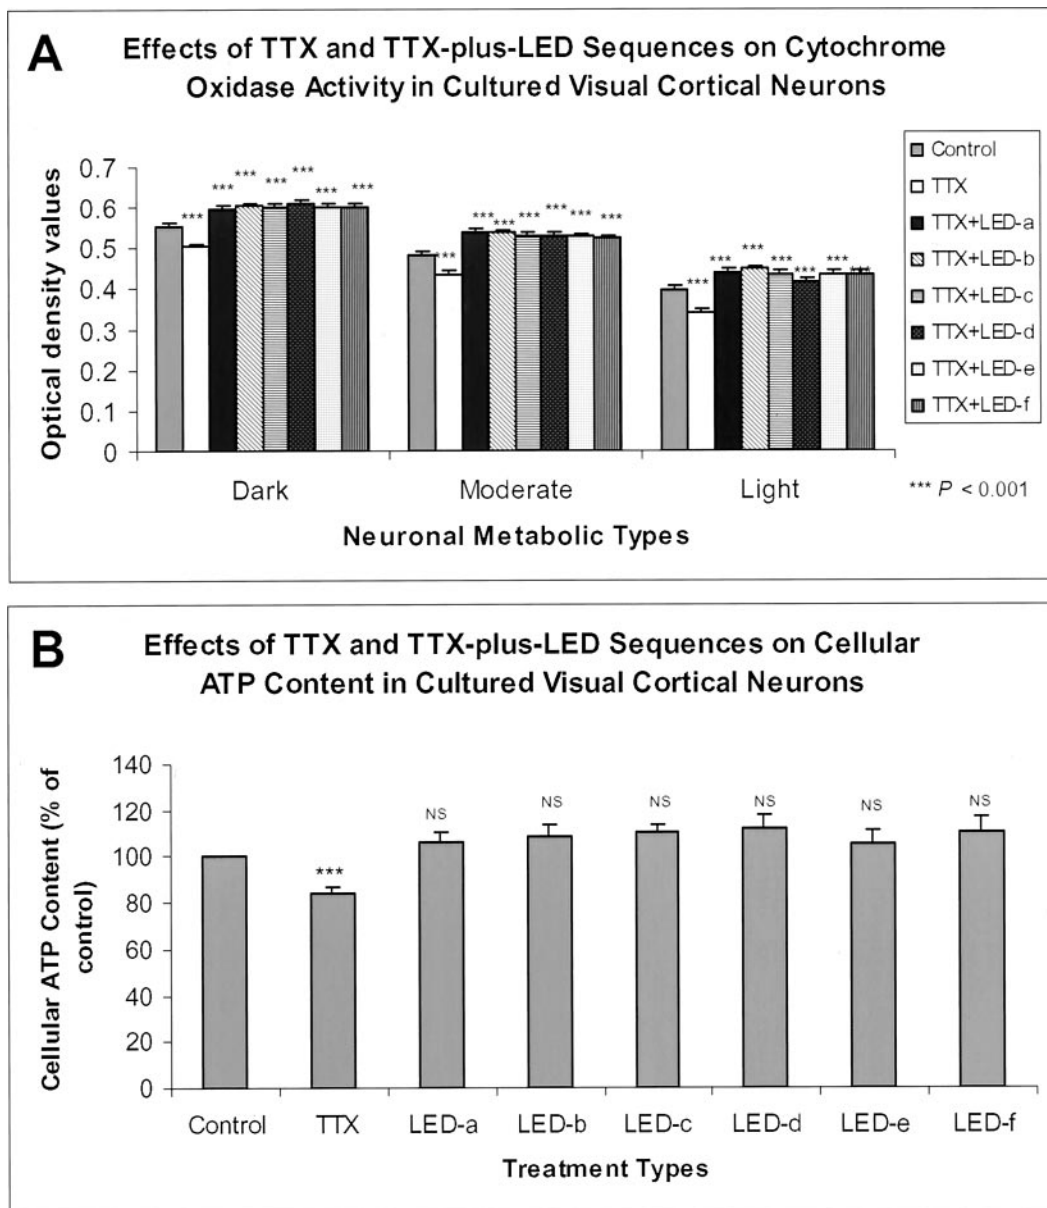 A
Effects of TTX and TTX-plus-LED Sequences on Cytochrome
Oxidase Activity in Cultured Visual Cortical Neurons
Optical density values
0.7
0.6
0.5
0.4
0.3
0.2
0.1
0
*** *** *** *** *** *** ***
*** *** *** *** *** *** ***
*** *** *** *** *** *** ***
Dark Moderate Light
Neuronal Metabolic Types
Control
TTX
TTX+LED-a
TTX+LED-b
TTX+LED-c
TTX+LED-d
TTX+LED-e
TTX+LED-f
*** P < 0.001
B
Effects of TTX and TTX-plus-LED Sequences on Cellular
ATP Content in Cultured Visual Cortical Neurons
Cellular ATP Content (% of
control)
140
120
100
80
60
40
20
0
*** NS NS NS NS NS NS
Control TTX LED-a LED-b LED-c LED-d LED-e LED-f
Treatment Types